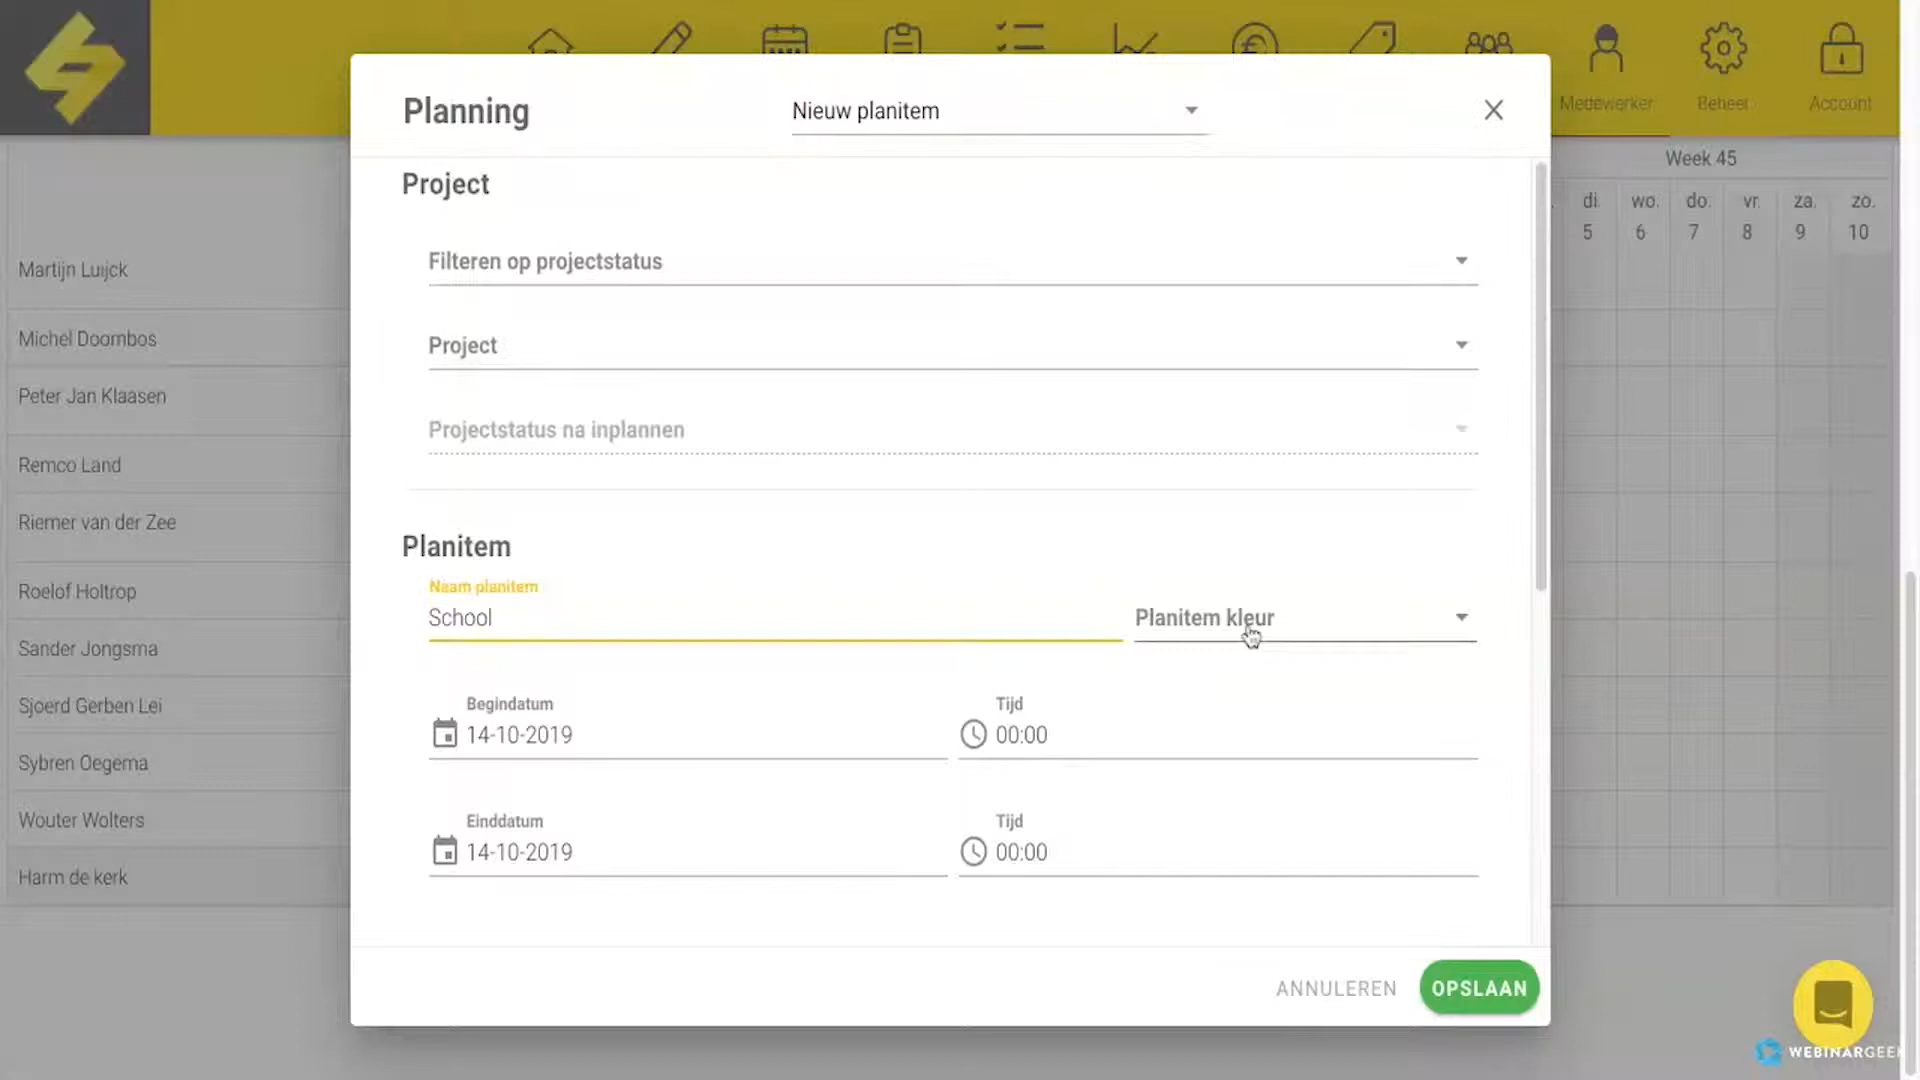 Medewerker
Beheer
Account
Planning
Nieuw planitem
Week 45
di. wo. do. vr. za. zo.
5 6 7 8 9 10
Project
Filteren op projectstatus
Project
Projectstatus na inplannen
Planitem
Naam planitem
School
Planitem kleur
Begindatum
14-10-2019
Tijd
00:00
Einddatum
14-10-2019
Tijd
00:00
ANNULEREN
OPSLAAN
Martijn Luijck
Michel Doornbos
Peter Jan Klaasen
Remco Land
Riemer van der Zee
Roelof Holtrop
Sander Jongsma
Sjoerd Gerben Lei
Sybren Oegema
Wouter Wolters
Harm de kerk
WEBINARGEEK